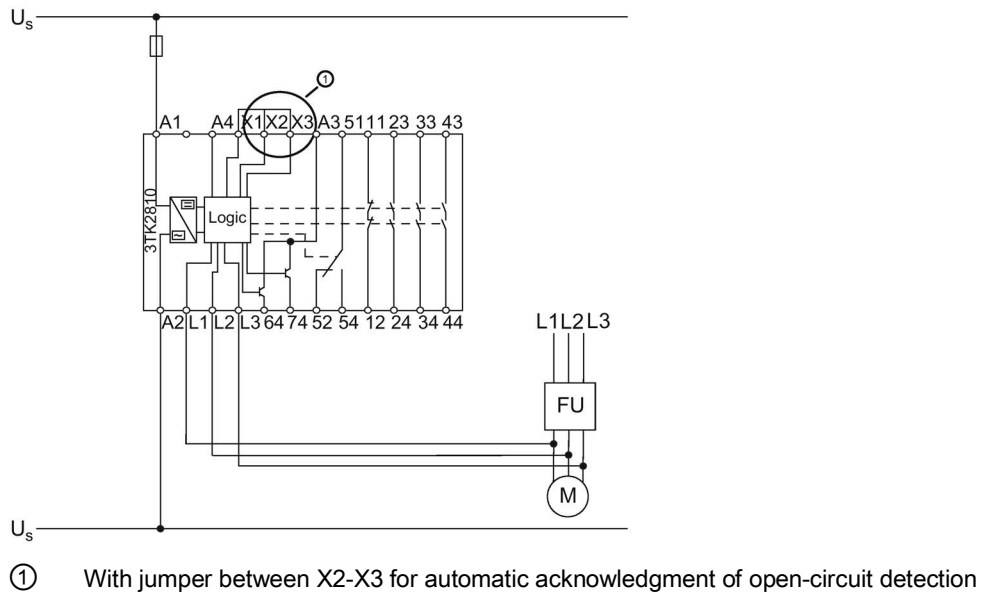 Us
①
A1 A4 X1 X2 X3 A3 51 11 23 33 43
3TK2810
Logic
A2 L1 L2 L3 64 74 52 54 12 24 34 44
L1 L2 L3
FU
M
Us
① With jumper between X2-X3 for automatic acknowledgment of open-circuit detection